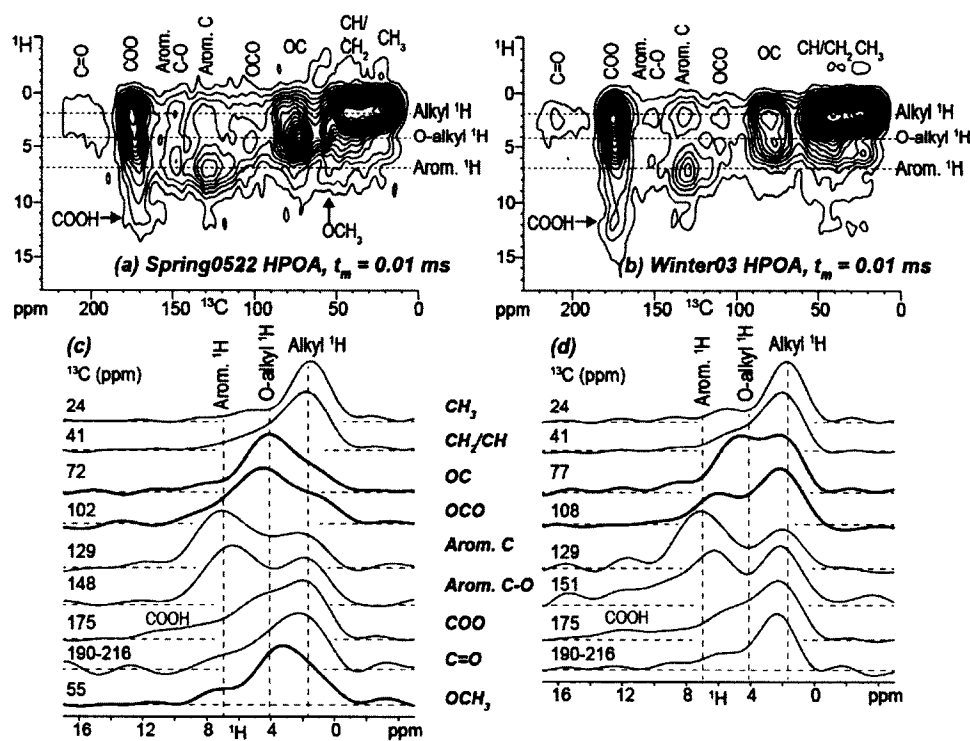 ¹H C=O COO Arom. C-O Arom. C OCO OC CH/CH₂ CH₃
0
5
10
15
Alkyl ¹H
O-alkyl ¹H
Arom. ¹H
COOH
OCH₃
(a) Spring0522 HPOA, tₘ = 0.01 ms
ppm 200 150 ¹³C 100 50 0
¹H C=O COO Arom. C-O Arom. C OCO OC CH/CH₂ CH₃
0
5
10
15
Alkyl ¹H
O-alkyl ¹H
Arom. ¹H
COOH
(b) Winter03 HPOA, tₘ = 0.01 ms
ppm 200 150 ¹³C 100 50 0
(c)
¹³C (ppm)
Arom. ¹H
O-alkyl ¹H
Alkyl ¹H
24
41
72
102
129
148
175 COOH
190-216
55
16 12 8 ¹H 4 0 ppm
CH₃
CH₂/CH
OC
OCO
Arom. C
Arom. C-O
COO
C=O
OCH₃
(d)
¹³C (ppm)
Arom. ¹H
O-alkyl ¹H
Alkyl ¹H
24
41
77
108
129
151
175 COOH
190-216
16 12 8 ¹H 4 0 ppm